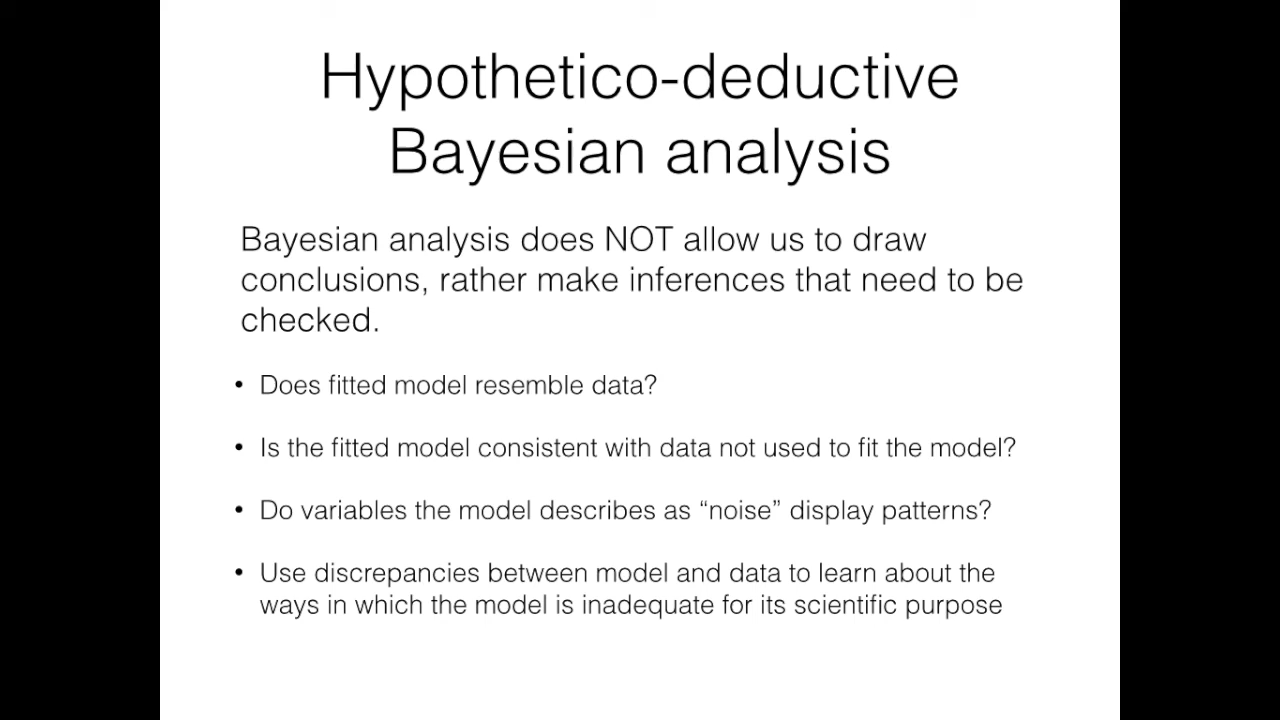 Hypothetico-deductive
Bayesian analysis
Bayesian analysis does NOT allow us to draw
conclusions, rather make inferences that need to be
checked.
• Does fitted model resemble data?
• Is the fitted model consistent with data not used to fit the model?
• Do variables the model describes as “noise” display patterns?
• Use discrepancies between model and data to learn about the
ways in which the model is inadequate for its scientific purpose